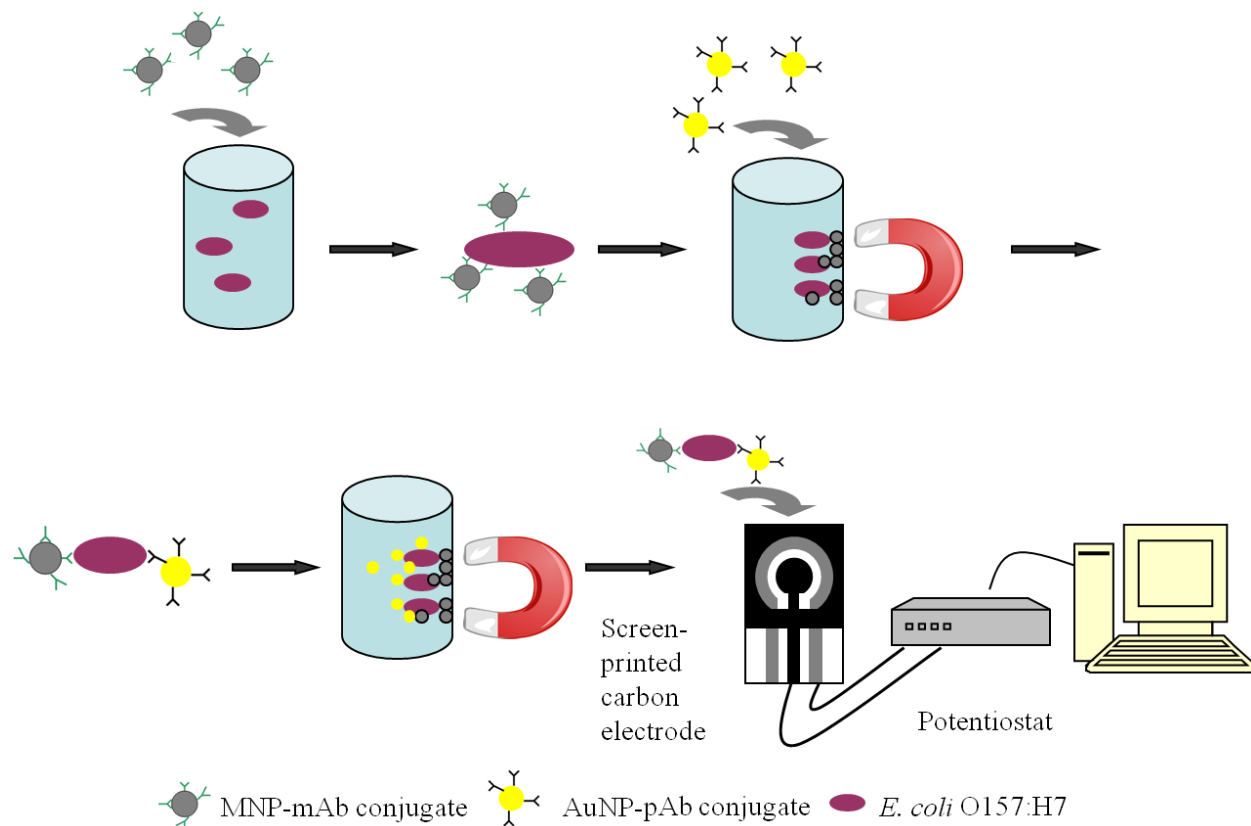 Screen-
printed
carbon
electrode
Potentiostat
MNP-mAb conjugate
AuNP-pAb conjugate
E. coli O157:H7